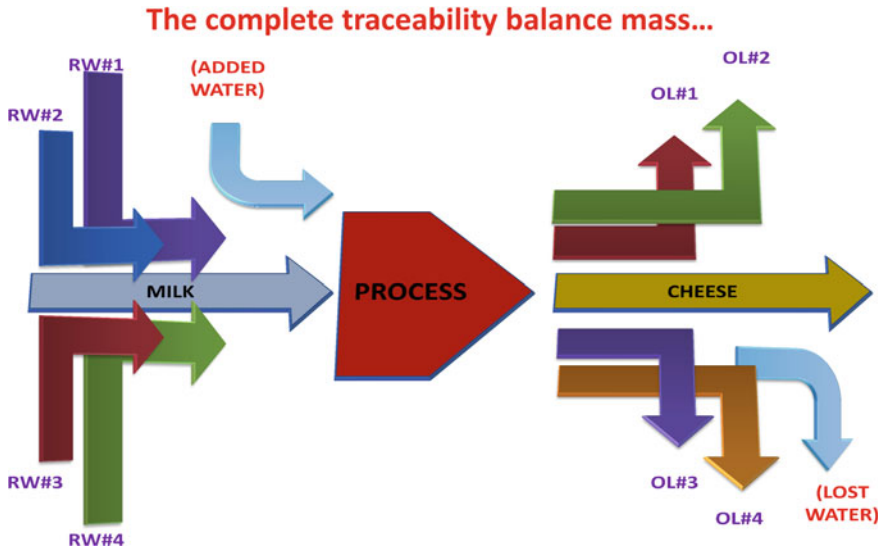 The complete traceability balance mass...
RW#1
RW#2
(ADDED
WATER)
OL#2
OL#1
MILK
PROCESS
CHEESE
RW#3
RW#4
OL#3
OL#4
(LOST
WATER)